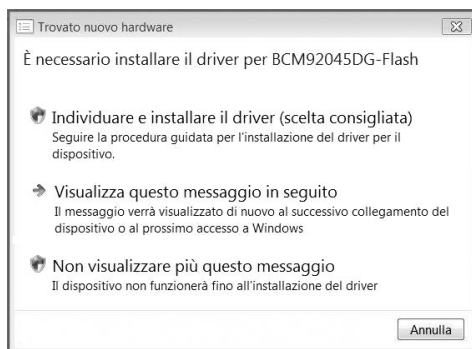 Trovato nuovo hardware
È necessario installare il driver per BCM92045DG-Flash
Individuare e installare il driver (scelta consigliata)
Seguire la procedura guidata per l'installazione del driver per il
dispositivo.
Visualizza questo messaggio in seguito
Il messaggio verrà visualizzato di nuovo al successivo collegamento del
dispositivo o al prossimo accesso a Windows
Non visualizzare più questo messaggio
Il dispositivo non funzionerà fino all'installazione del driver
Annulla